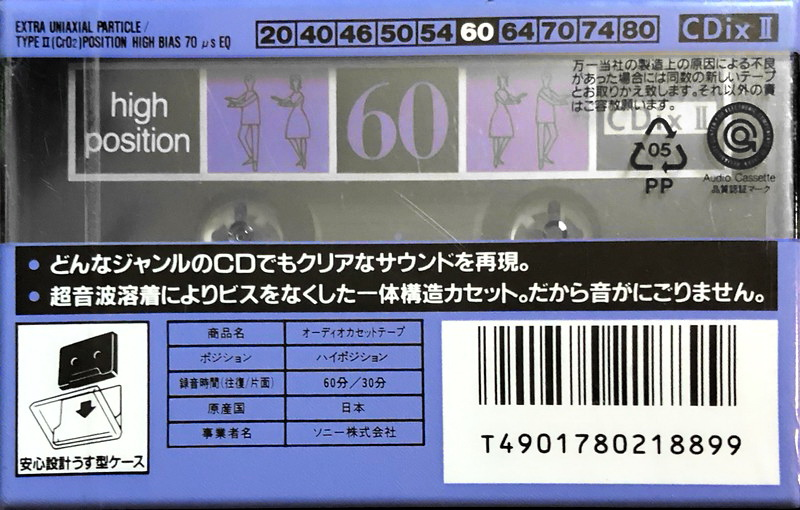 EXTRA UNIAXIAL PARTICLE/
TYPE II (CrO2) POSITION HIGH BIAS 70 μs EQ
20 40 46 50 54 60 64 70 74 80
CDix II
high
position
60
CDix II
万一当社の製造上の原因による不良
があった場合には同数の新しいテープ
とお取りかえ致します。それ以外の責
はご容赦願います。
05
PP
Audio Cassette
品質認証マーク
• どんなジャンルのCDでもクリアなサウンドを再現。
• 超音波溶着によりビスをなくした一体構造カセット。だから音がにごりません。
安心設計うす型ケース
商品名 オーディオカセットテープ
ポジション ハイポジション
録音時間(往復/片面) 60分/30分
原産国 日本
事業者名 ソニー株式会社
T4901780218899